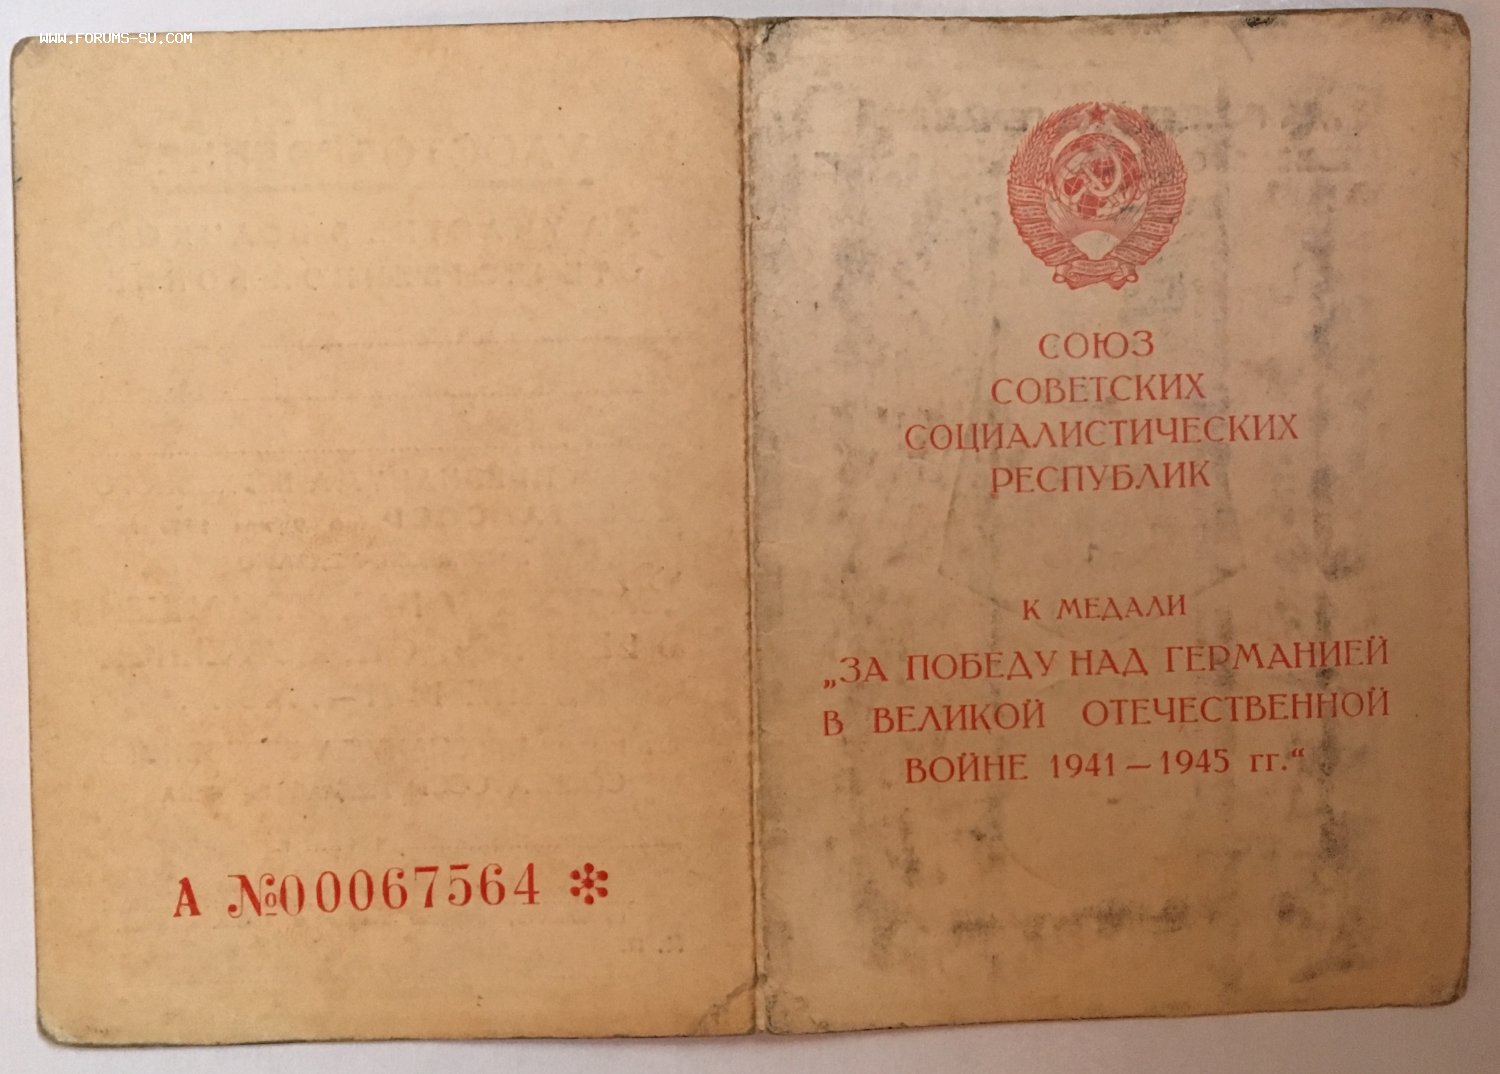 WWW.FORUMS-SU.COM
А №00067564
СОЮЗ
СОВЕТСКИХ
СОЦИАЛИСТИЧЕСКИХ
РЕСПУБЛИК
К МЕДАЛИ
„ЗА ПОБЕДУ НАД ГЕРМАНИЕЙ
В ВЕЛИКОЙ ОТЕЧЕСТВЕННОЙ
ВОЙНЕ 1941 — 1945 гг.“